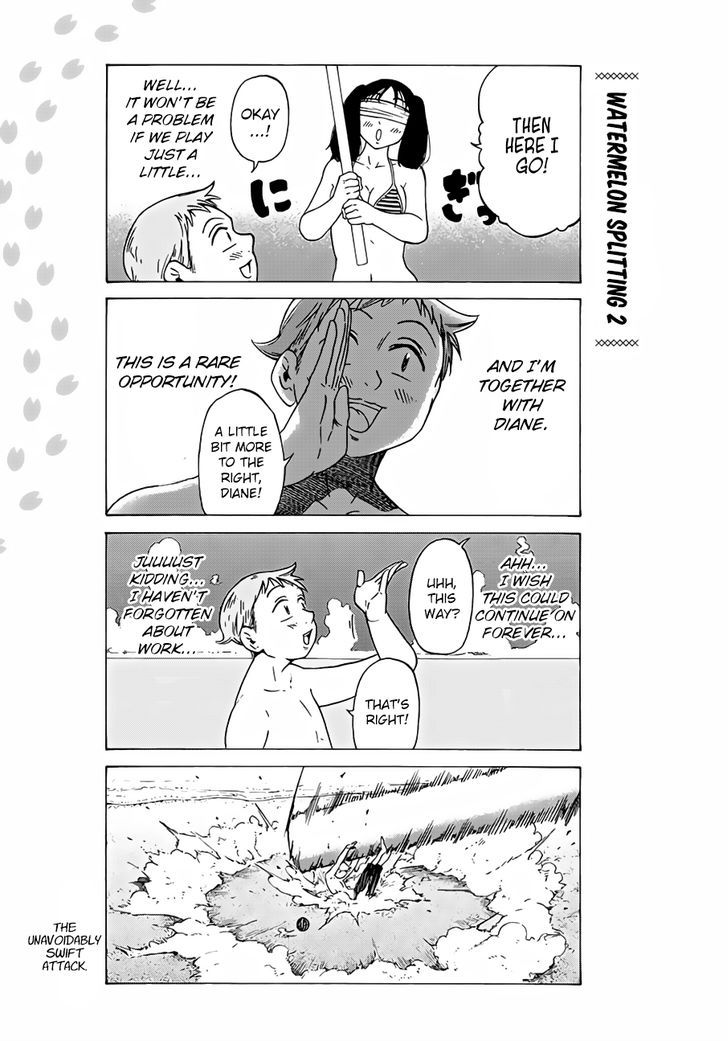 WATERMELON SPLITTING 2
THEN
HERE I
GO!
ぎっ
OKAY
...!
に
WELL...
IT WON'T BE
A PROBLEM
IF WE PLAY
JUST A
LITTLE...
AND I'M
TOGETHER
WITH
DIANE.
THIS IS A RARE
OPPORTUNITY!
A LITTLE
BIT MORE
TO THE
RIGHT,
DIANE!
AHH...
I WISH
THIS COULD
CONTINUE ON
FOREVER...
UHH,
THIS
WAY?
THAT'S
RIGHT!
JUUUUST
KIDDING...
I HAVEN'T
FORGOTTEN
ABOUT
WORK...
THE
UNAVOIDABLY
SWIFT
ATTACK.